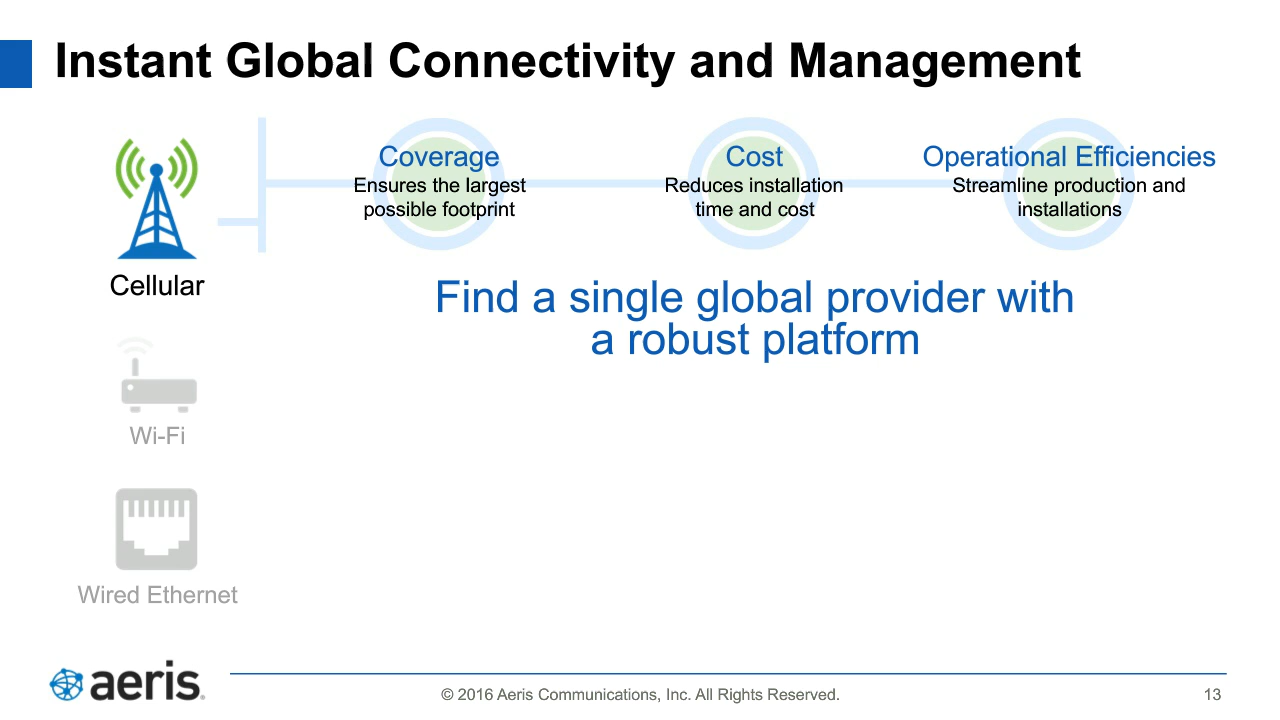 Instant Global Connectivity and Management
Coverage
Ensures the largest
possible footprint
Cost
Reduces installation
time and cost
Operational Efficiencies
Streamline production and
installations
Cellular
Find a single global provider with
a robust platform
Wi-Fi
Wired Ethernet
aeris.
© 2016 Aeris Communications, Inc. All Rights Reserved.
13